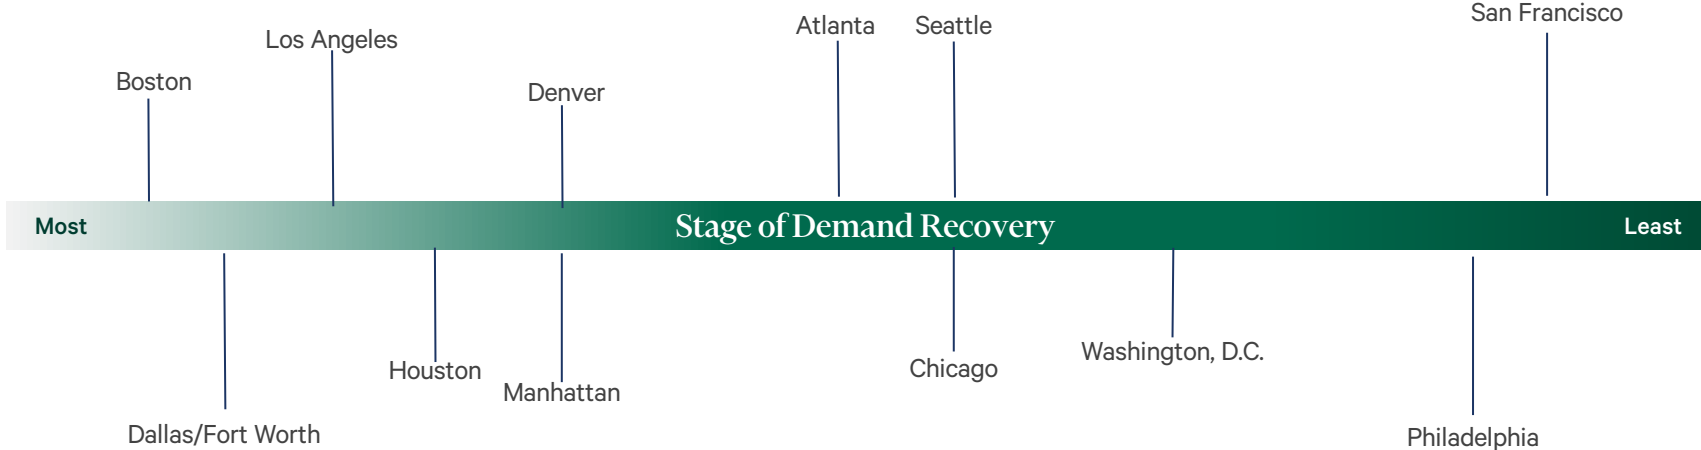 San Francisco
Atlanta
Seattle
Los Angeles
Boston
Denver
Most
Stage of Demand Recovery
Least
Washington, D.C.
Chicago
Houston
Manhattan
Dallas/Fort Worth
Philadelphia